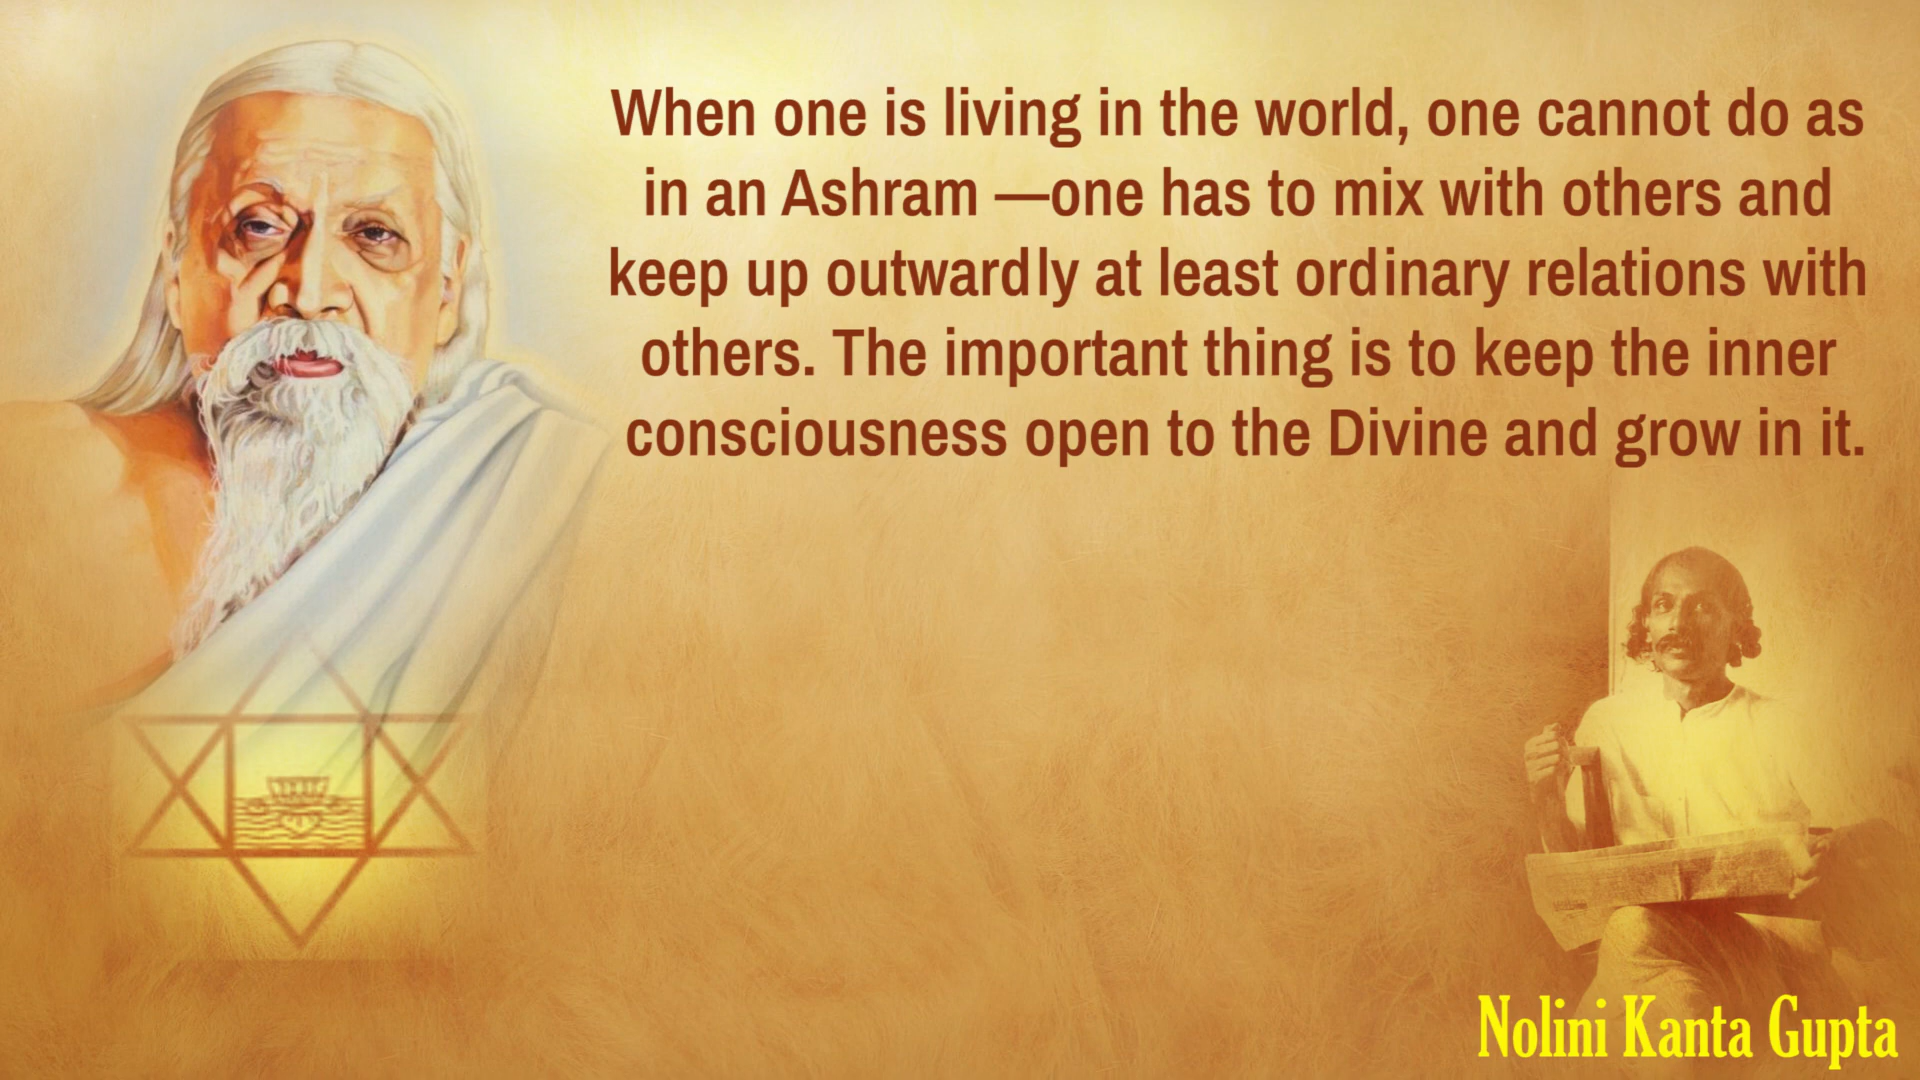 When one is living in the world, one cannot do as
in an Ashram —one has to mix with others and
keep up outwardly at least ordinary relations with
others. The important thing is to keep the inner
consciousness open to the Divine and grow in it.
Nolini Kanta Gupta